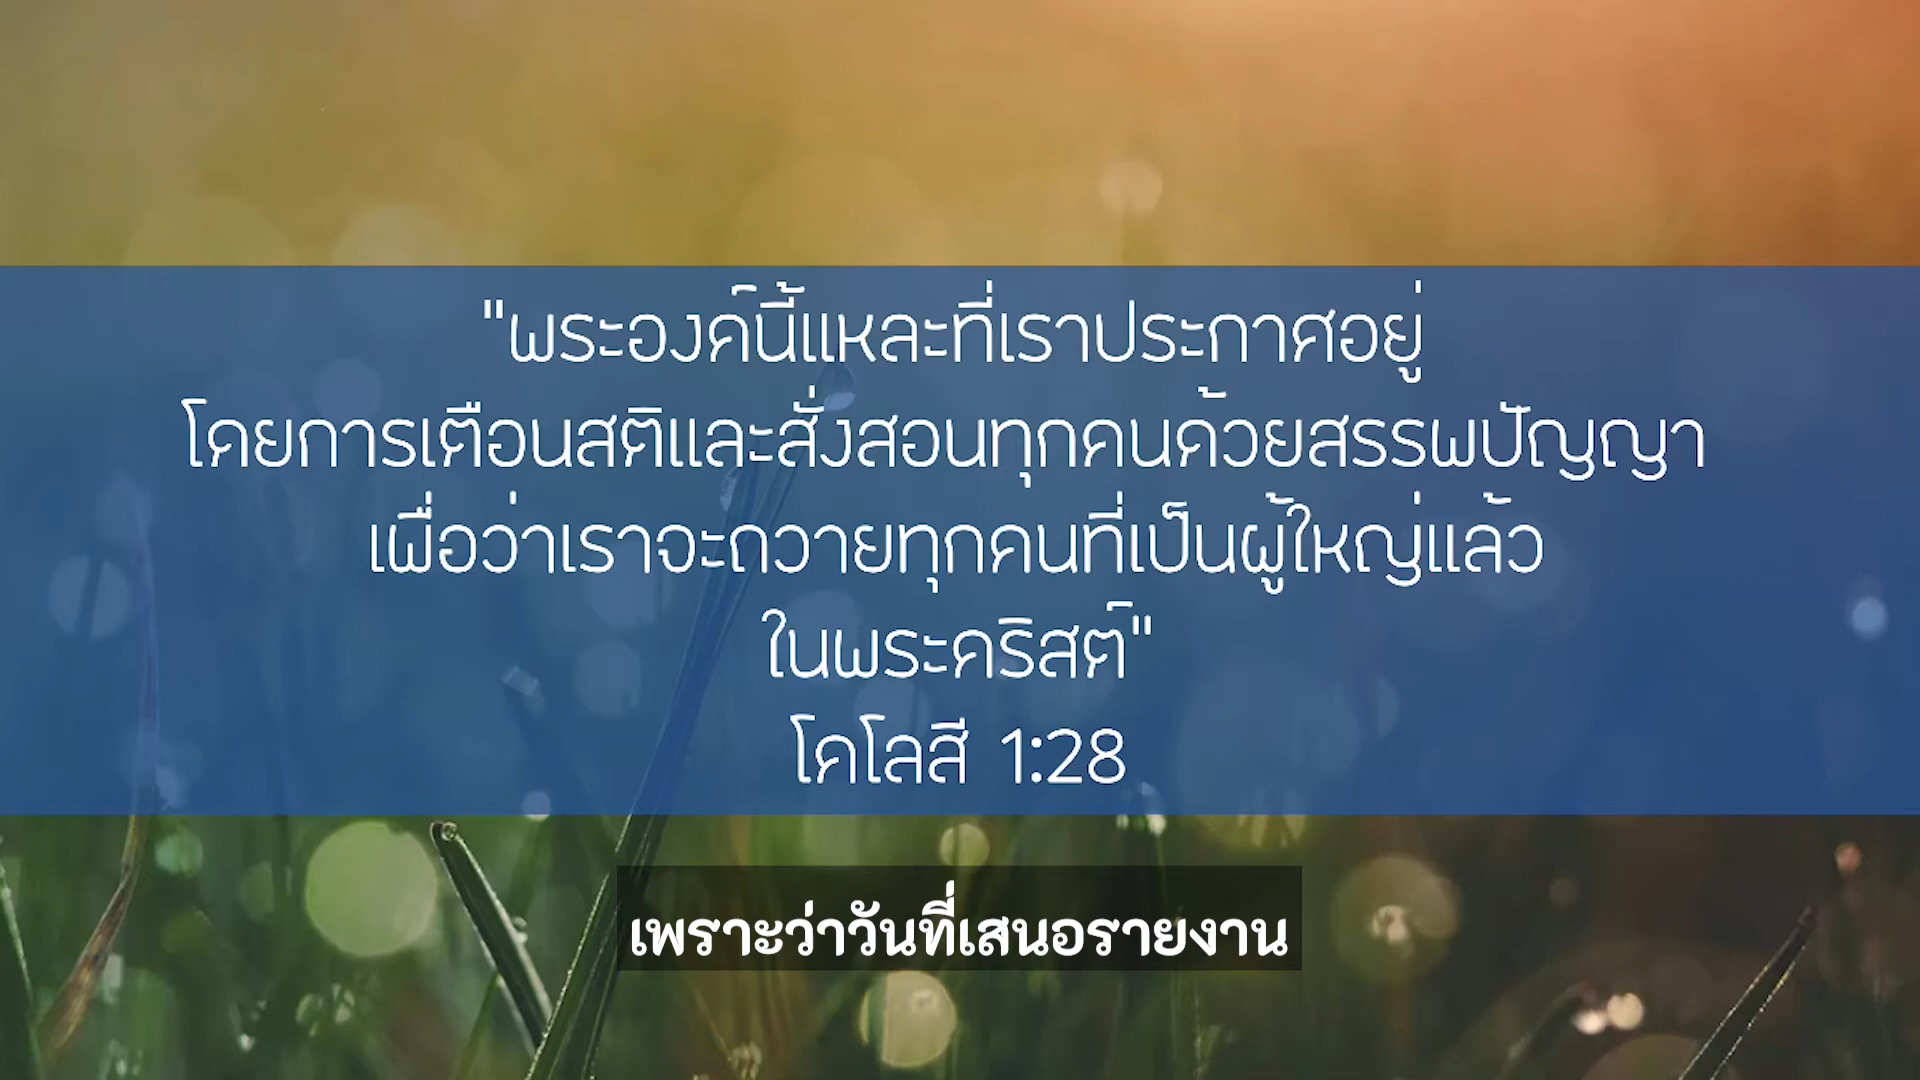 "พระองค์นี้แหละที่เราประกาศอยู่
โดยการเตือนสติและสั่งสอนทุกคนด้วยสรรพปัญญา
เพื่อว่าเราจะถวายทุกคนที่เป็นผู้ใหญ่แล้ว
ในพระคริสต์"
โคโลสี 1:28
เพราะว่าวันที่เสนอรายงาน